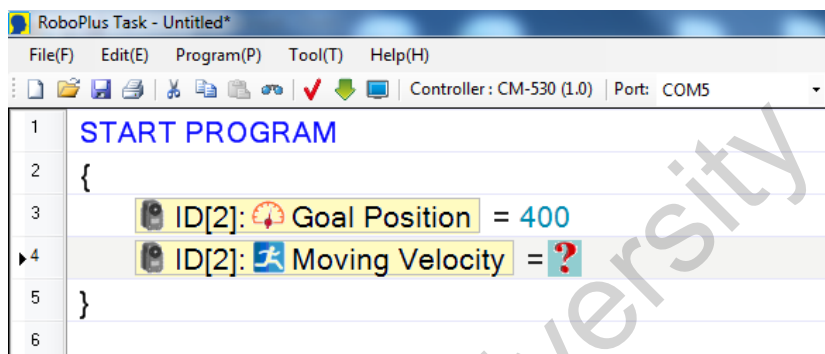 RoboPlus Task - Untitled*
File(F) Edit(E) Program(P) Tool(T) Help(H)
Controller : CM-530 (1.0) Port: COM5
1 START PROGRAM
2 {
3 ID[2]: Goal Position = 400
4 ID[2]: Moving Velocity = ?
5 }
6
versity